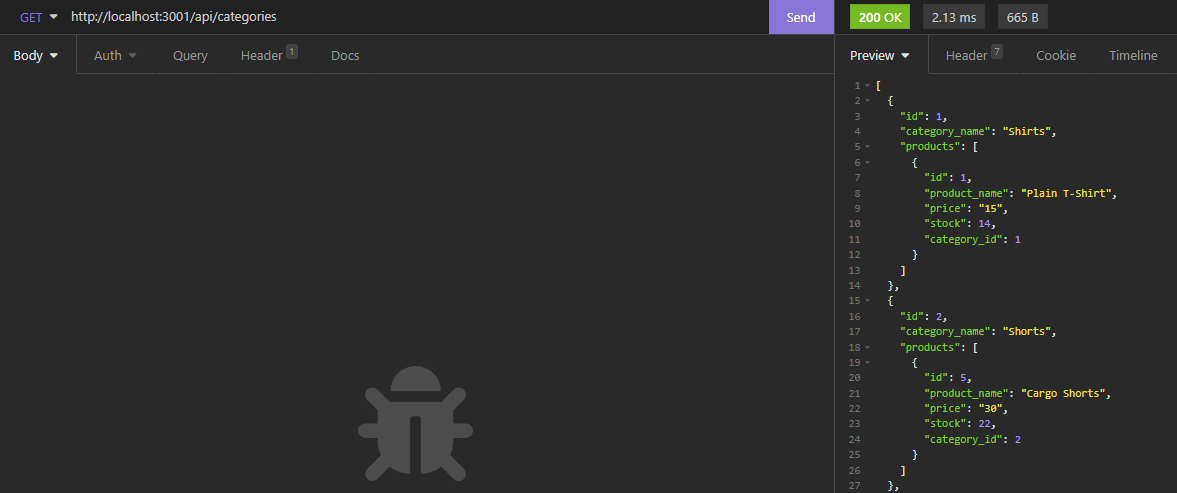 GET http://localhost:3001/api/categories Send 200 OK 2.13 ms 665 B
Body Auth Query Header 1 Docs Preview Header 7 Cookie Timeline
1 [
2 {
3 "id": 1,
4 "category_name": "Shirts",
5 "products": [
6 {
7 "id": 1,
8 "product_name": "Plain T-Shirt",
9 "price": "15",
10 "stock": 14,
11 "category_id": 1
12 }
13 ]
14 },
15 {
16 "id": 2,
17 "category_name": "Shorts",
18 "products": [
19 {
20 "id": 5,
21 "product_name": "Cargo Shorts",
22 "price": "30",
23 "stock": 22,
24 "category_id": 2
25 }
26 ]
27 },